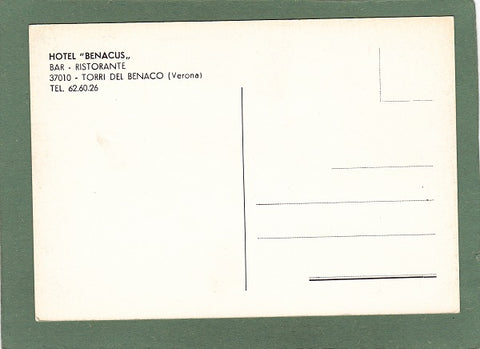 HOTEL "BENACUS„
BAR - RISTORANTE
37010 - TORRI DEL BENACO (Verona)
TEL. 62.60.26